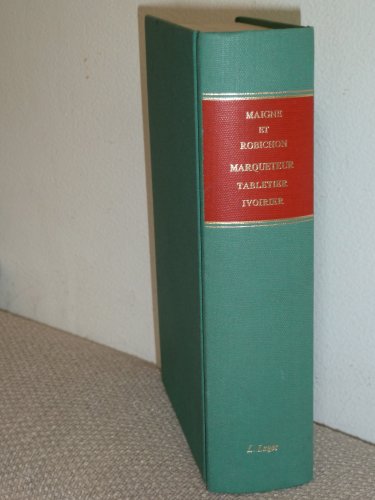 MAIGNE
ET
ROBICHON
MARQUETEUR
TABLETIER
IVOIRIER
L. Laget